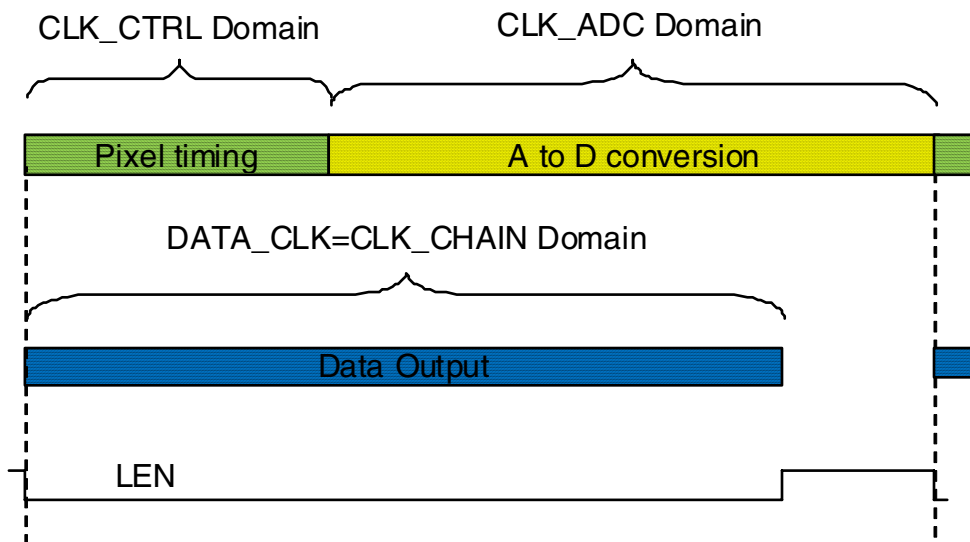 CLK_CTRL Domain
CLK_ADC Domain
Pixel timing
A to D conversion
DATA_CLK=CLK_CHAIN Domain
Data Output
LEN